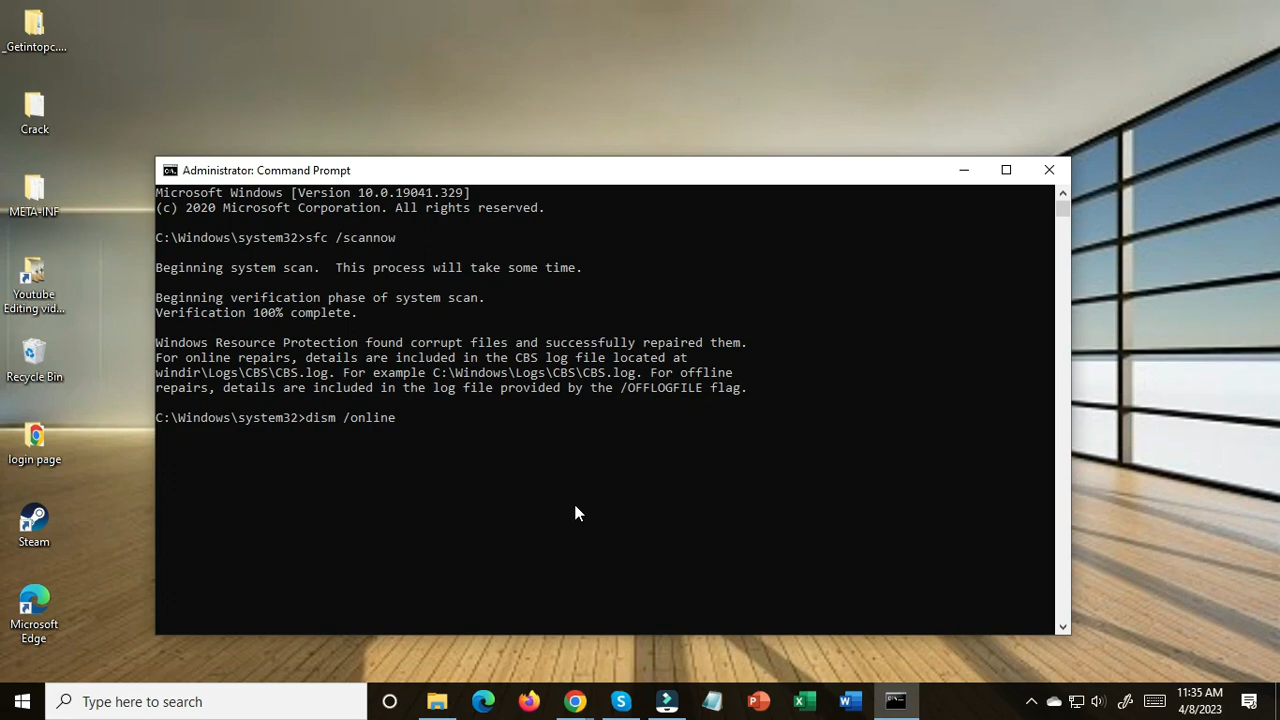 _Getintopc....
Crack
META-INF
Youtube
Editing vid...
Recycle Bin
login page
Steam
Microsoft
Edge
Administrator: Command Prompt
Microsoft Windows [Version 10.0.19041.329]
(c) 2020 Microsoft Corporation. All rights reserved.
C:\Windows\system32>sfc /scannow
Beginning system scan.  This process will take some time.
Beginning verification phase of system scan.
Verification 100% complete.
Windows Resource Protection found corrupt files and successfully repaired them.
For online repairs, details are included in the CBS log file located at
windir\Logs\CBS\CBS.log. For example C:\Windows\Logs\CBS\CBS.log. For offline
repairs, details are included in the log file provided by the /OFFLOGFILE flag.
C:\Windows\system32>dism /online
Type here to search
11:35 AM
4/8/2023